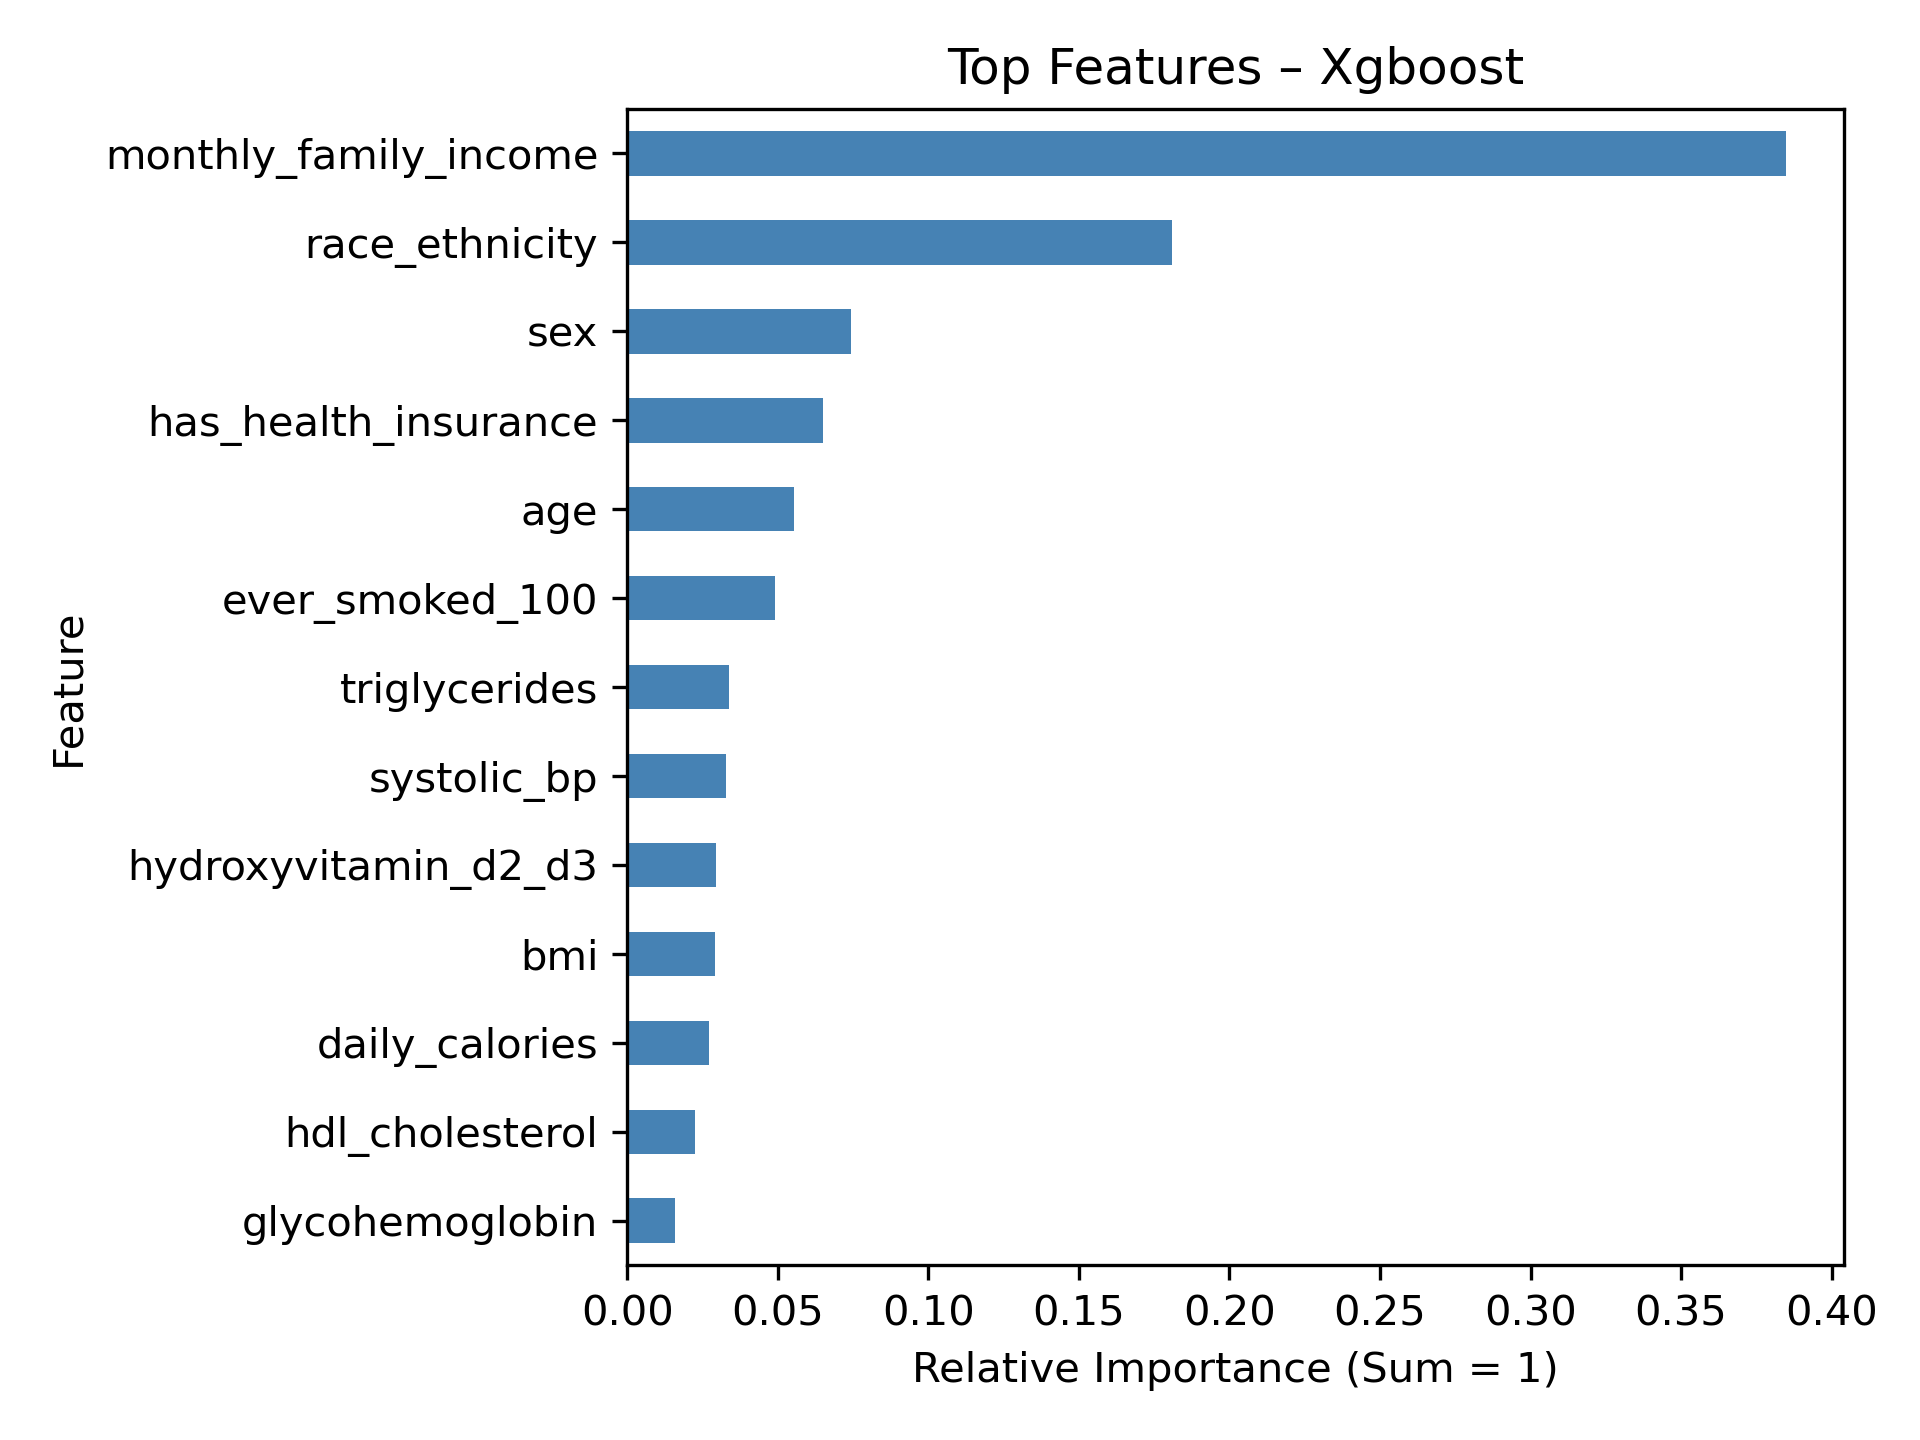 Top Features – Xgboost
monthly_family_income
race_ethnicity
sex
has_health_insurance
age
ever_smoked_100
triglycerides
systolic_bp
hydroxyvitamin_d2_d3
bmi
daily_calories
hdl_cholesterol
glycohemoglobin
Feature
0.00 0.05 0.10 0.15 0.20 0.25 0.30 0.35 0.40
Relative Importance (Sum = 1)